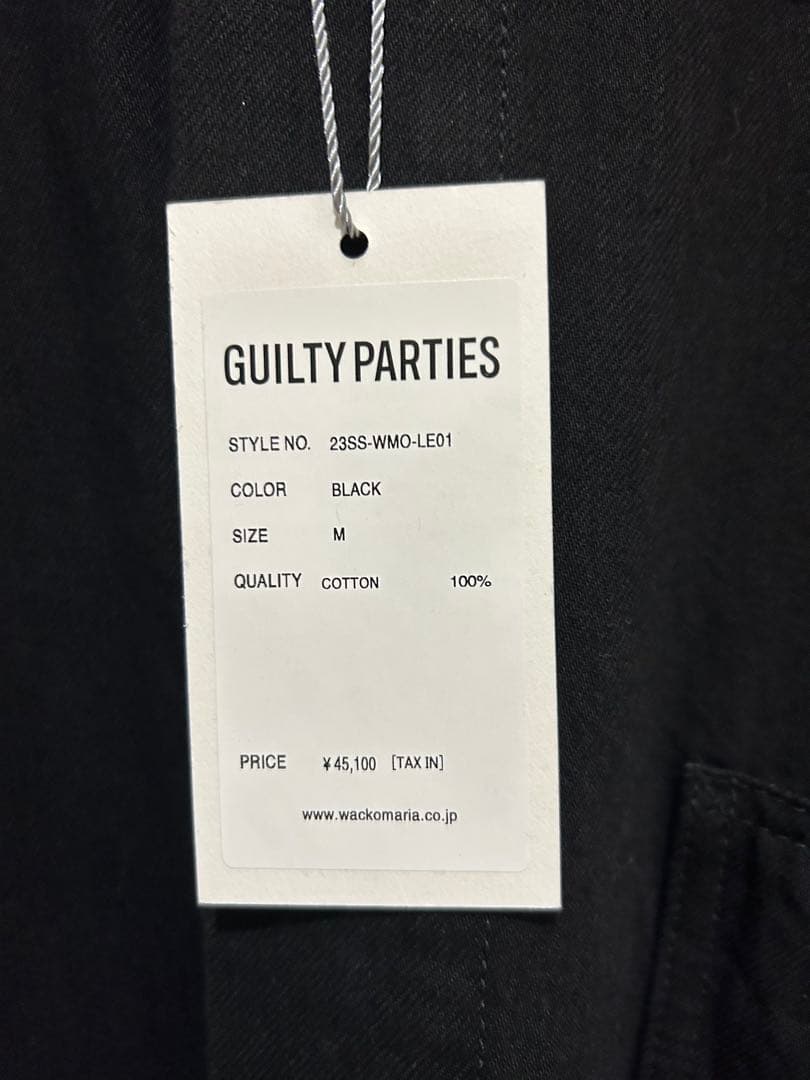 GUILTY PARTIES
STYLE NO. 23SS-WMO-LE01
COLOR BLACK
SIZE M
QUALITY COTTON 100%
PRICE ¥45,100 [TAX IN]
www.wackomaria.co.jp